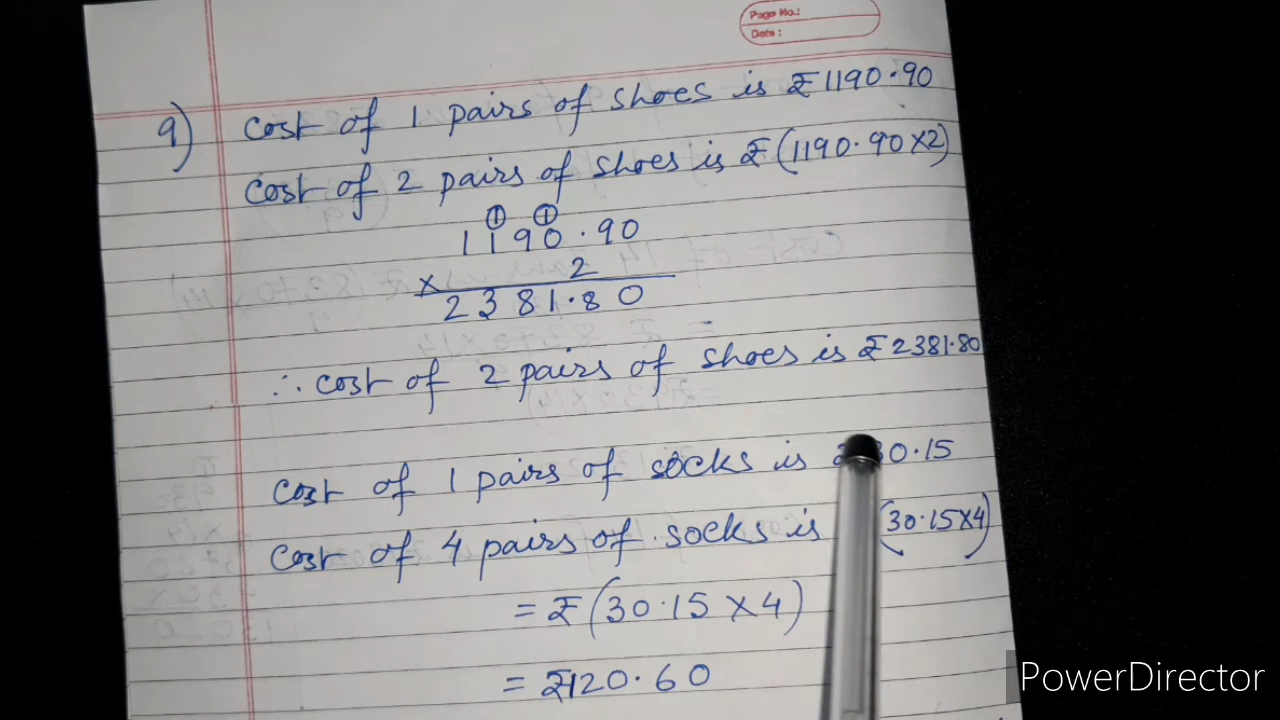 Page No.:
Date :
9) Cost of 1 pairs of shoes is ₹1190.90
Cost of 2 pairs of shoes is ₹(1190.90×2)
1 1
1190.90
× 2
2381.80
∴ cost of 2 pairs of shoes is ₹2381.80
Cost of 1 pairs of socks is 30.15
Cost of 4 pairs of socks is (30.15×4)
= ₹(30.15×4)
= ₹120.60
PowerDirector